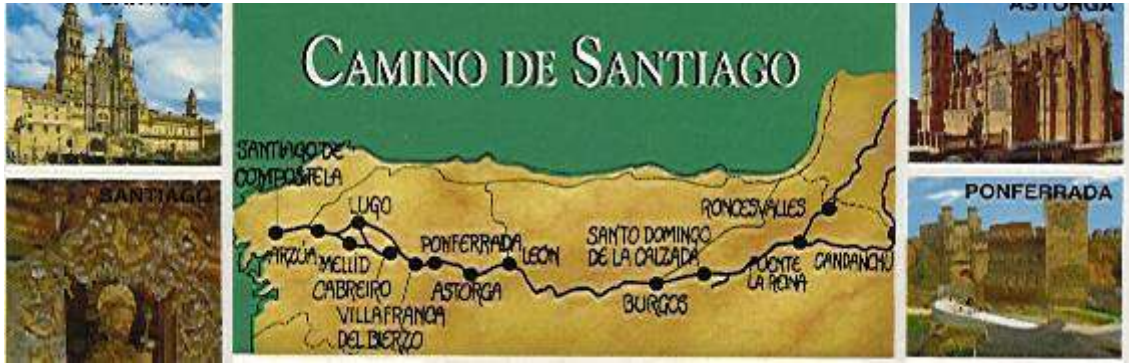 SANTIAGO
ASTORGA
CAMINO DE SANTIAGO
SANTIAGO DE
COMPOSTELA
LUGO
RONCESVALLES
SANTIAGO
PONFERRADA
ARZÚA
MELLID
CABREIRO
VILLAFRANCA
DEL BIERZO
PONFERRADA
ASTORGA
LEÓN
SANTO DOMINGO
DE LA CALZADA
BURGOS
PUENTE
LA REINA
CANDANCHU